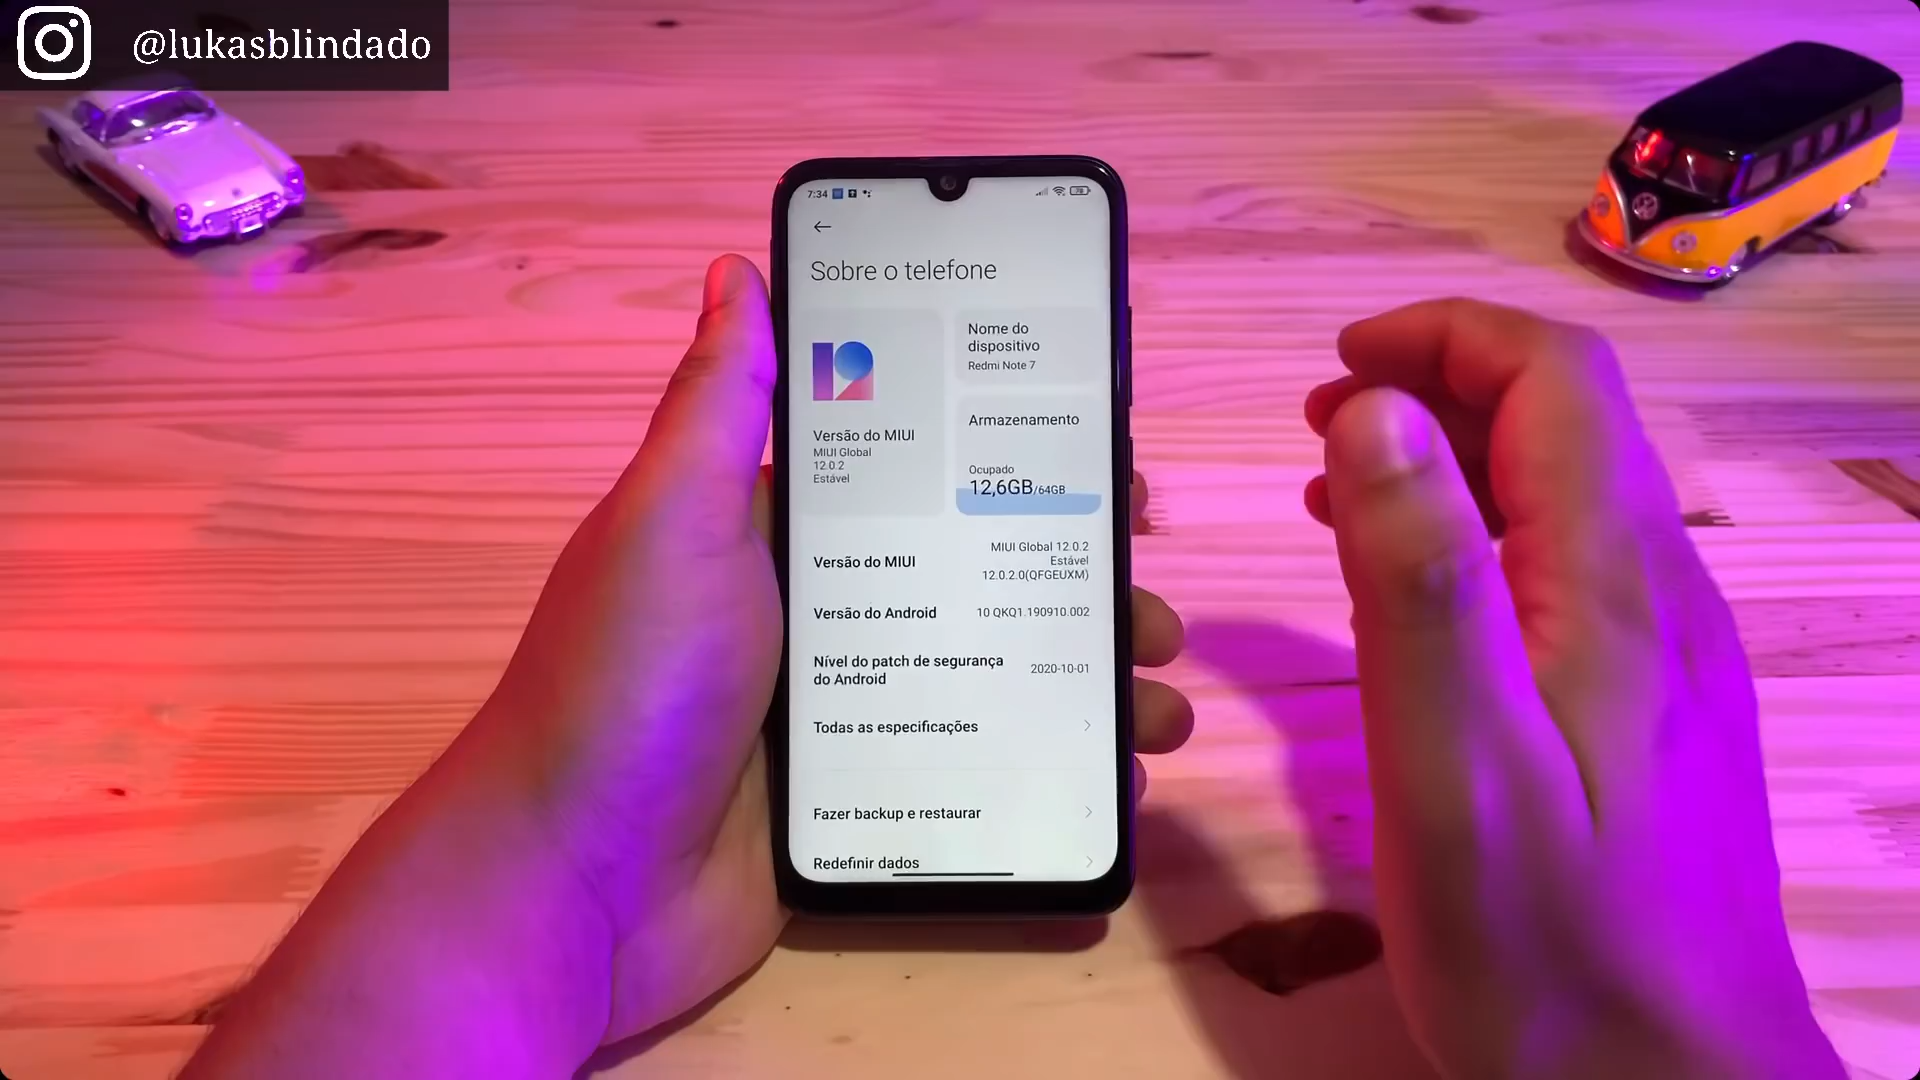 @lukasblindado
7:34
Sobre o telefone
Versão do MIUI
MIUI Global
12.0.2
Estável
Nome do
dispositivo
Redmi Note 7
Armazenamento
Ocupado
12,6GB/64GB
Versão do MIUI
MIUI Global 12.0.2
Estável
12.0.2.0(QFGEUXM)
Versão do Android
10 QKQ1.190910.002
Nível do patch de segurança
do Android
2020-10-01
Todas as especificações
Fazer backup e restaurar
Redefinir dados